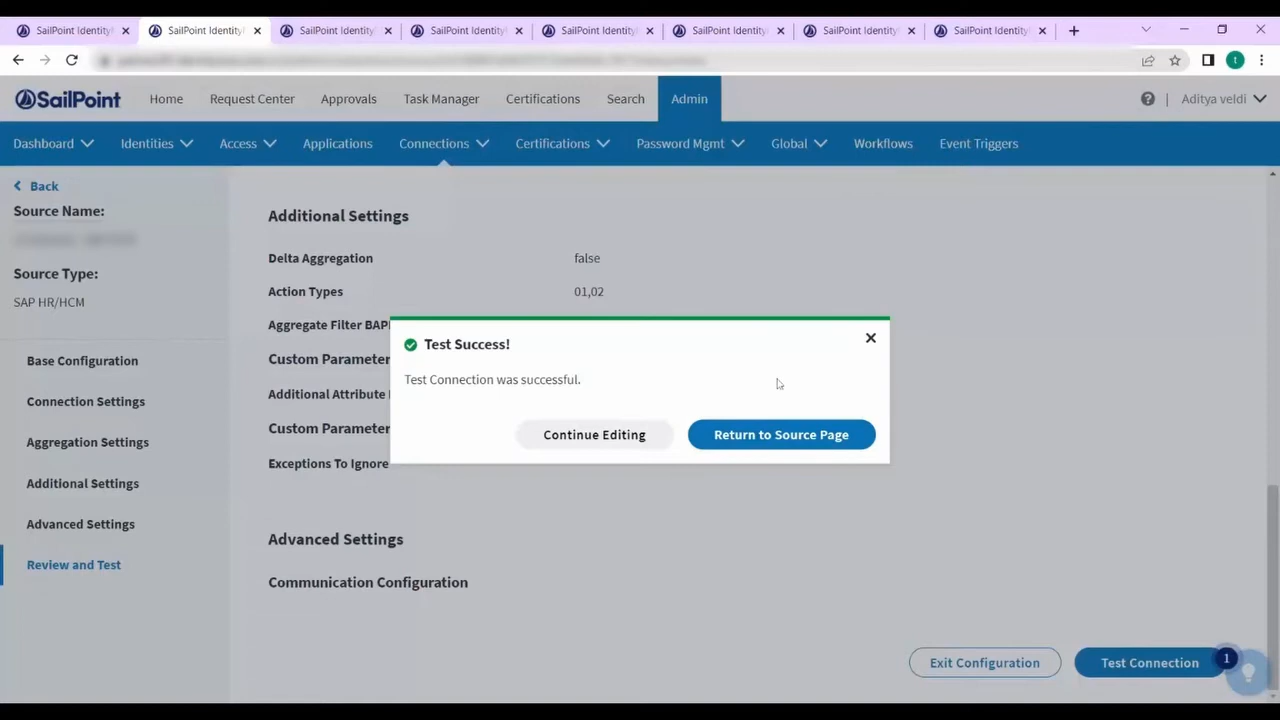 SailPoint Identity
SailPoint Identity
SailPoint Identity
SailPoint Identity
SailPoint Identity
SailPoint Identity
SailPoint Identity
SailPoint Identity
t
SailPoint
Home
Request Center
Approvals
Task Manager
Certifications
Search
Admin
Aditya veldi
Dashboard
Identities
Access
Applications
Connections
Certifications
Password Mgmt
Global
Workflows
Event Triggers
Back
Source Name:
Source Type:
SAP HR/HCM
Base Configuration
Connection Settings
Aggregation Settings
Additional Settings
Advanced Settings
Review and Test
Additional Settings
Delta Aggregation false
Action Types 01,02
Aggregate Filter BAPI
Custom Parameter
Additional Attribute
Custom Parameter
Exceptions To Ignore
Test Success!
Test Connection was successful.
Continue Editing
Return to Source Page
Advanced Settings
Communication Configuration
Exit Configuration
Test Connection
1